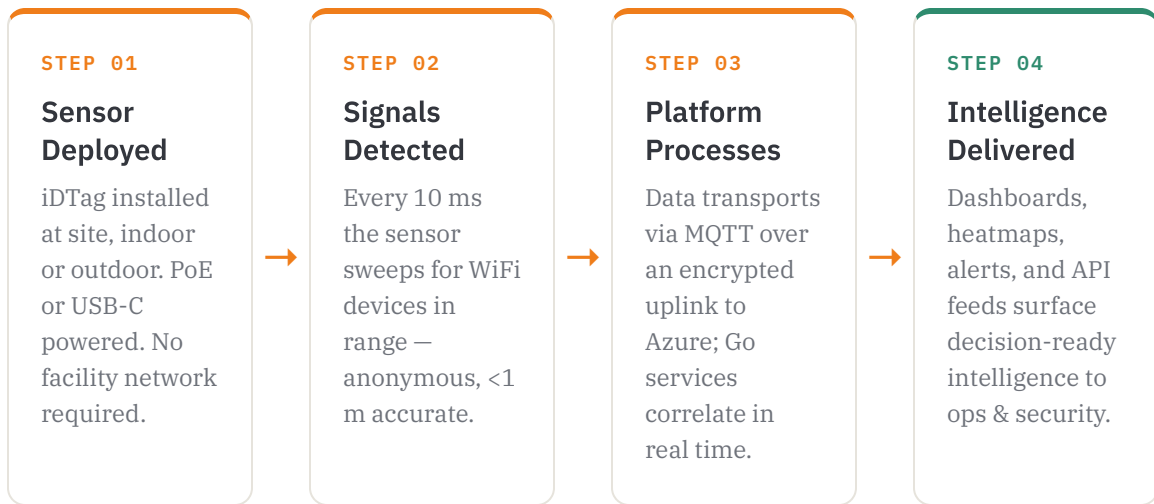 STEP 01
Sensor
Deployed
iDTag installed
at site, indoor
or outdoor. PoE
or USB-C
powered. No
facility network
required.
STEP 02
Signals
Detected
Every 10 ms
the sensor
sweeps for WiFi
devices in
range —
anonymous, <1
m accurate.
STEP 03
Platform
Processes
Data transports
via MQTT over
an encrypted
uplink to
Azure; Go
services
correlate in
real time.
STEP 04
Intelligence
Delivered
Dashboards,
heatmaps,
alerts, and API
feeds surface
decision-ready
intelligence to
ops & security.